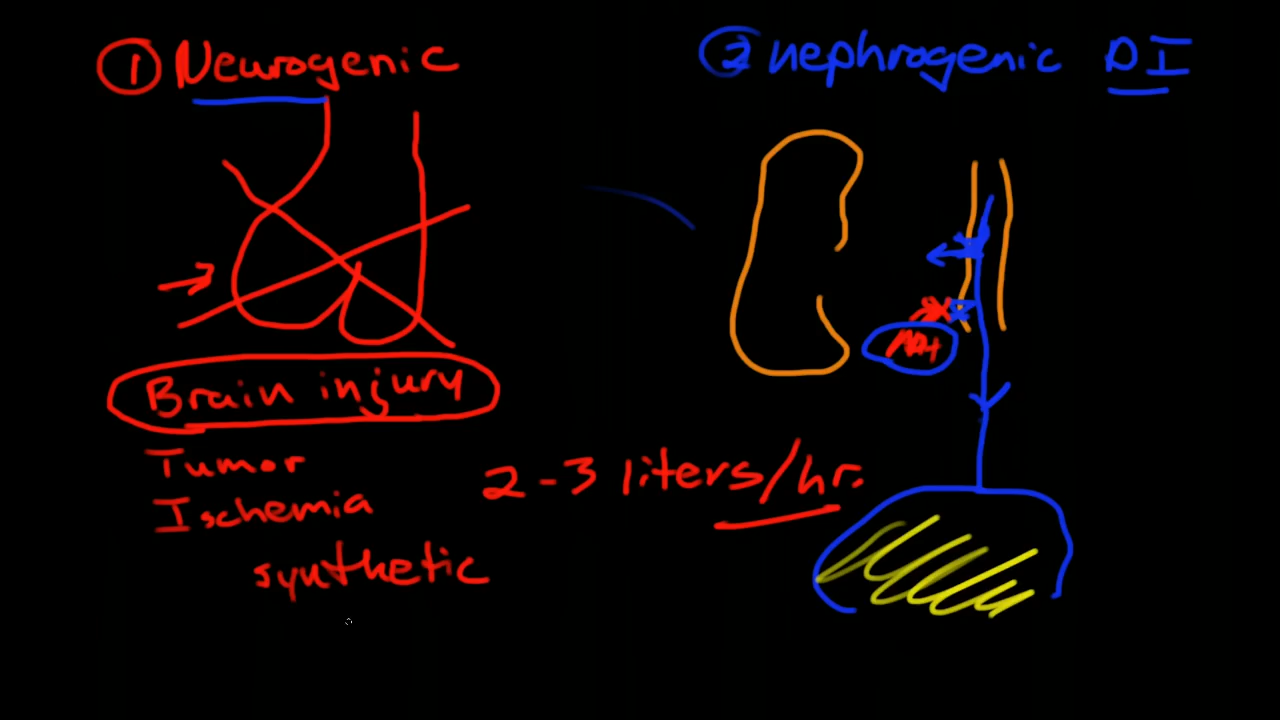 ① Neurogenic
② nephrogenic DI
Brain injury
Tumor
Ischemia
synthetic
2-3 liters/hr.